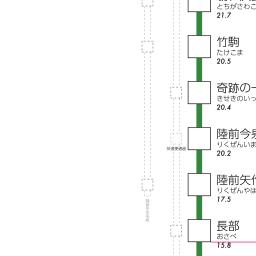 とちがさわこ
21.7
竹駒
たけこま
20.5
奇跡の一
きせきのいっ
20.4
陸前今泉
りくぜんいま
20.2
陸前矢作
りくぜんやは
17.5
長部
おさべ
15.8